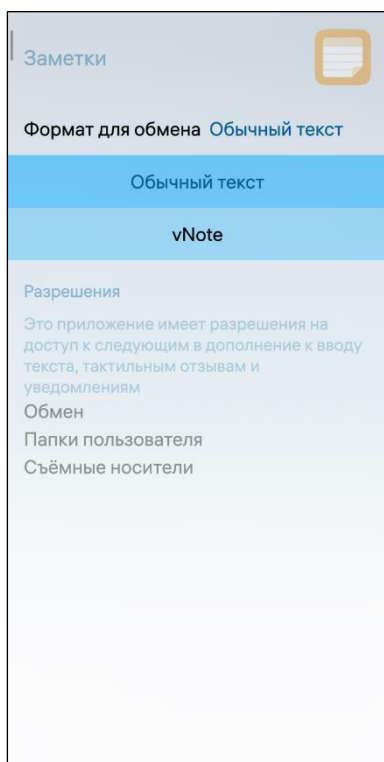 Заметки
Формат для обмена Обычный текст
Обычный текст
vNote
Разрешения
Это приложение имеет разрешения на
доступ к следующим в дополнение к вводу
текста, тактильным отзывам и
уведомлениям
Обмен
Папки пользователя
Съёмные носители